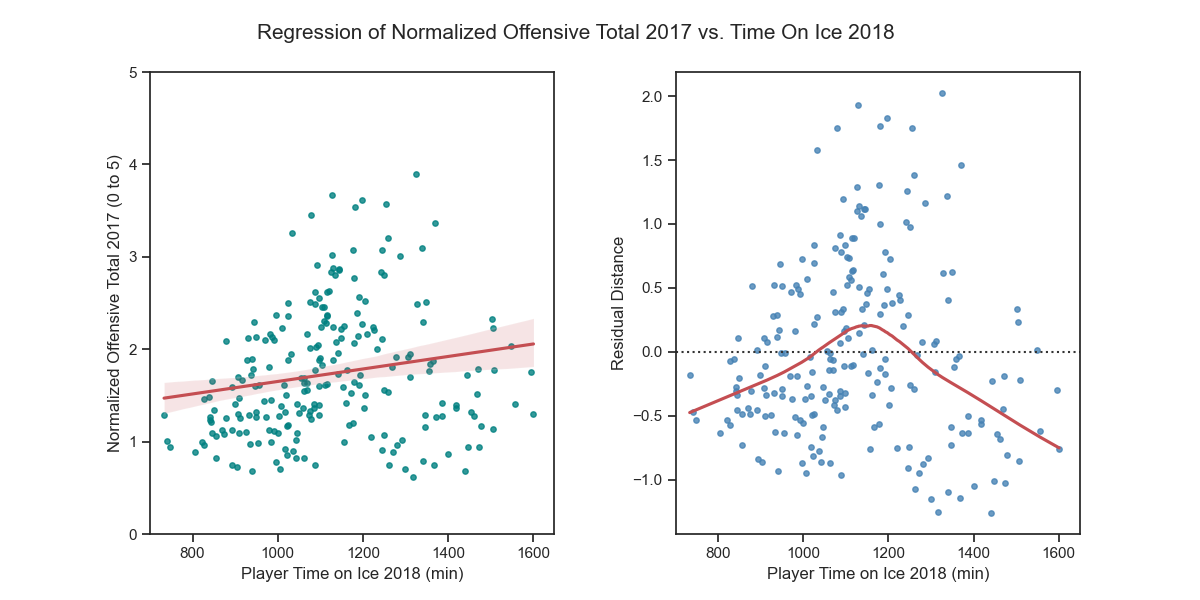 Regression of Normalized Offensive Total 2017 vs. Time On Ice 2018
Normalized Offensive Total 2017 (0 to 5)
5
4
3
2
1
0
800 1000 1200 1400 1600
Player Time on Ice 2018 (min)
Residual Distance
2.0
1.5
1.0
0.5
0.0
−0.5
−1.0
800 1000 1200 1400 1600
Player Time on Ice 2018 (min)